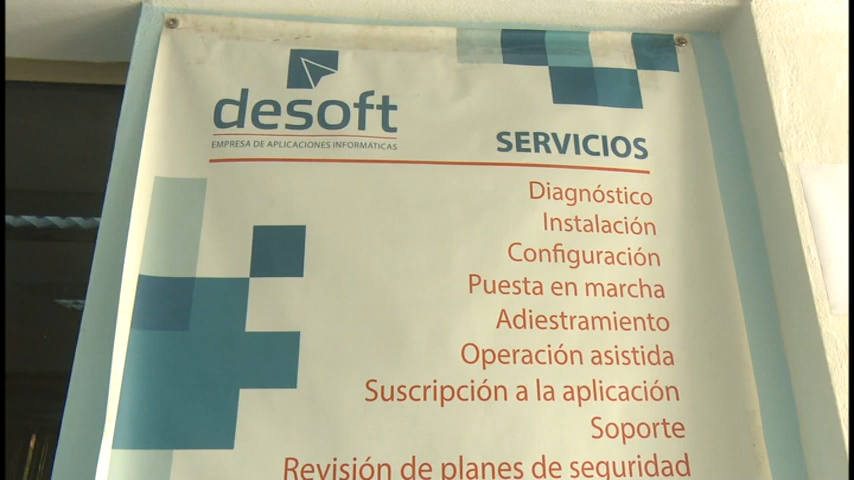 desoft
EMPRESA DE APLICACIONES INFORMÁTICAS
SERVICIOS
Diagnóstico
Instalación
Configuración
Puesta en marcha
Adiestramiento
Operación asistida
Suscripción a la aplicación
Soporte
Revisión de planes de seguridad